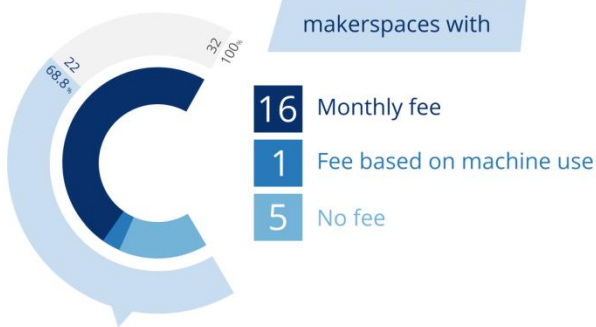 makerspaces with
32
100%
22
68.8%
16 Monthly fee
1 Fee based on machine use
5 No fee